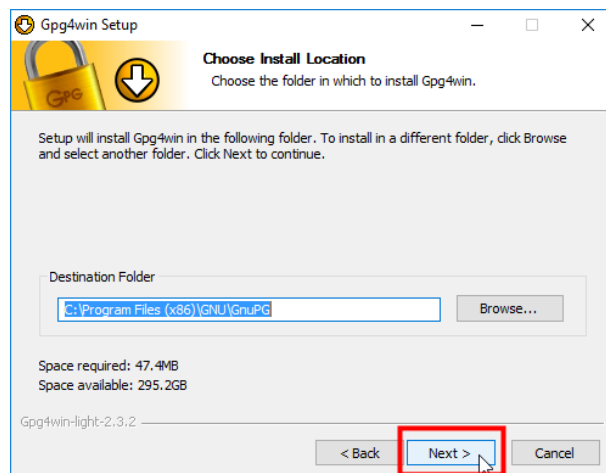 Gpg4win Setup
Choose Install Location
Choose the folder in which to install Gpg4win.
GPG
Setup will install Gpg4win in the following folder. To install in a different folder, click Browse
and select another folder. Click Next to continue.
Destination Folder
C:\Program Files (x86)\GNU\GnuPG
Browse...
Space required: 47.4MB
Space available: 295.2GB
Gpg4win-light-2.3.2
< Back
Next >
Cancel